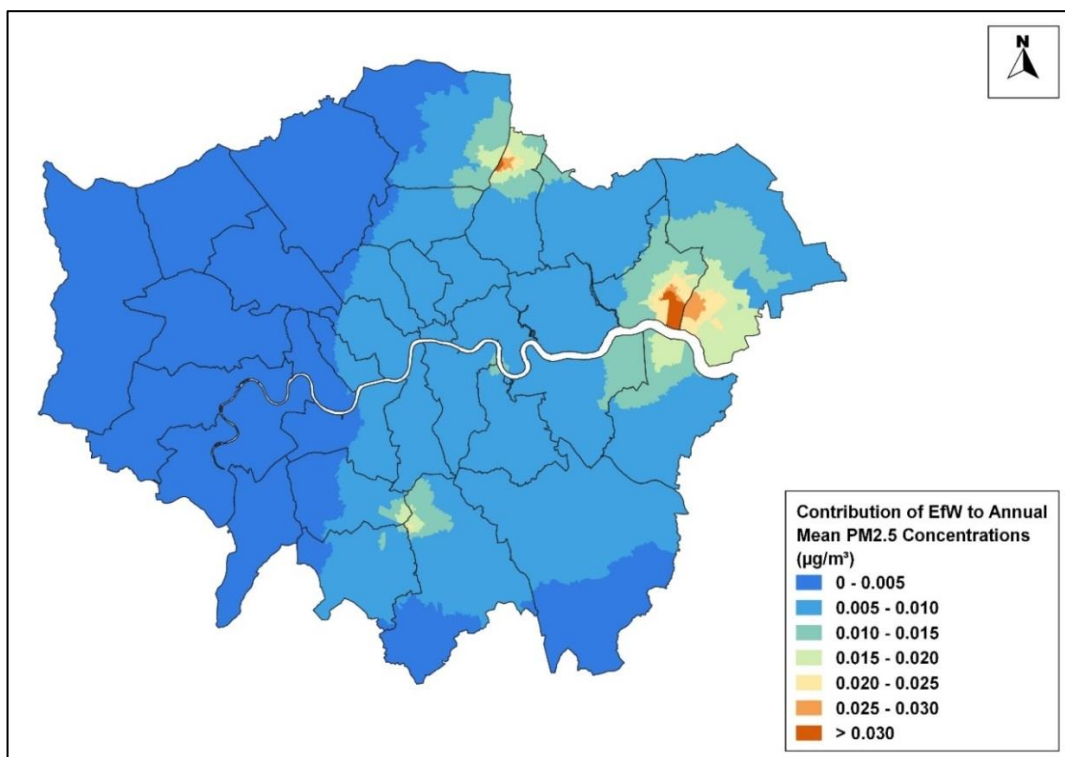 N
Contribution of EfW to Annual
Mean PM2.5 Concentrations
(µg/m³)
0 - 0.005
0.005 - 0.010
0.010 - 0.015
0.015 - 0.020
0.020 - 0.025
0.025 - 0.030
> 0.030